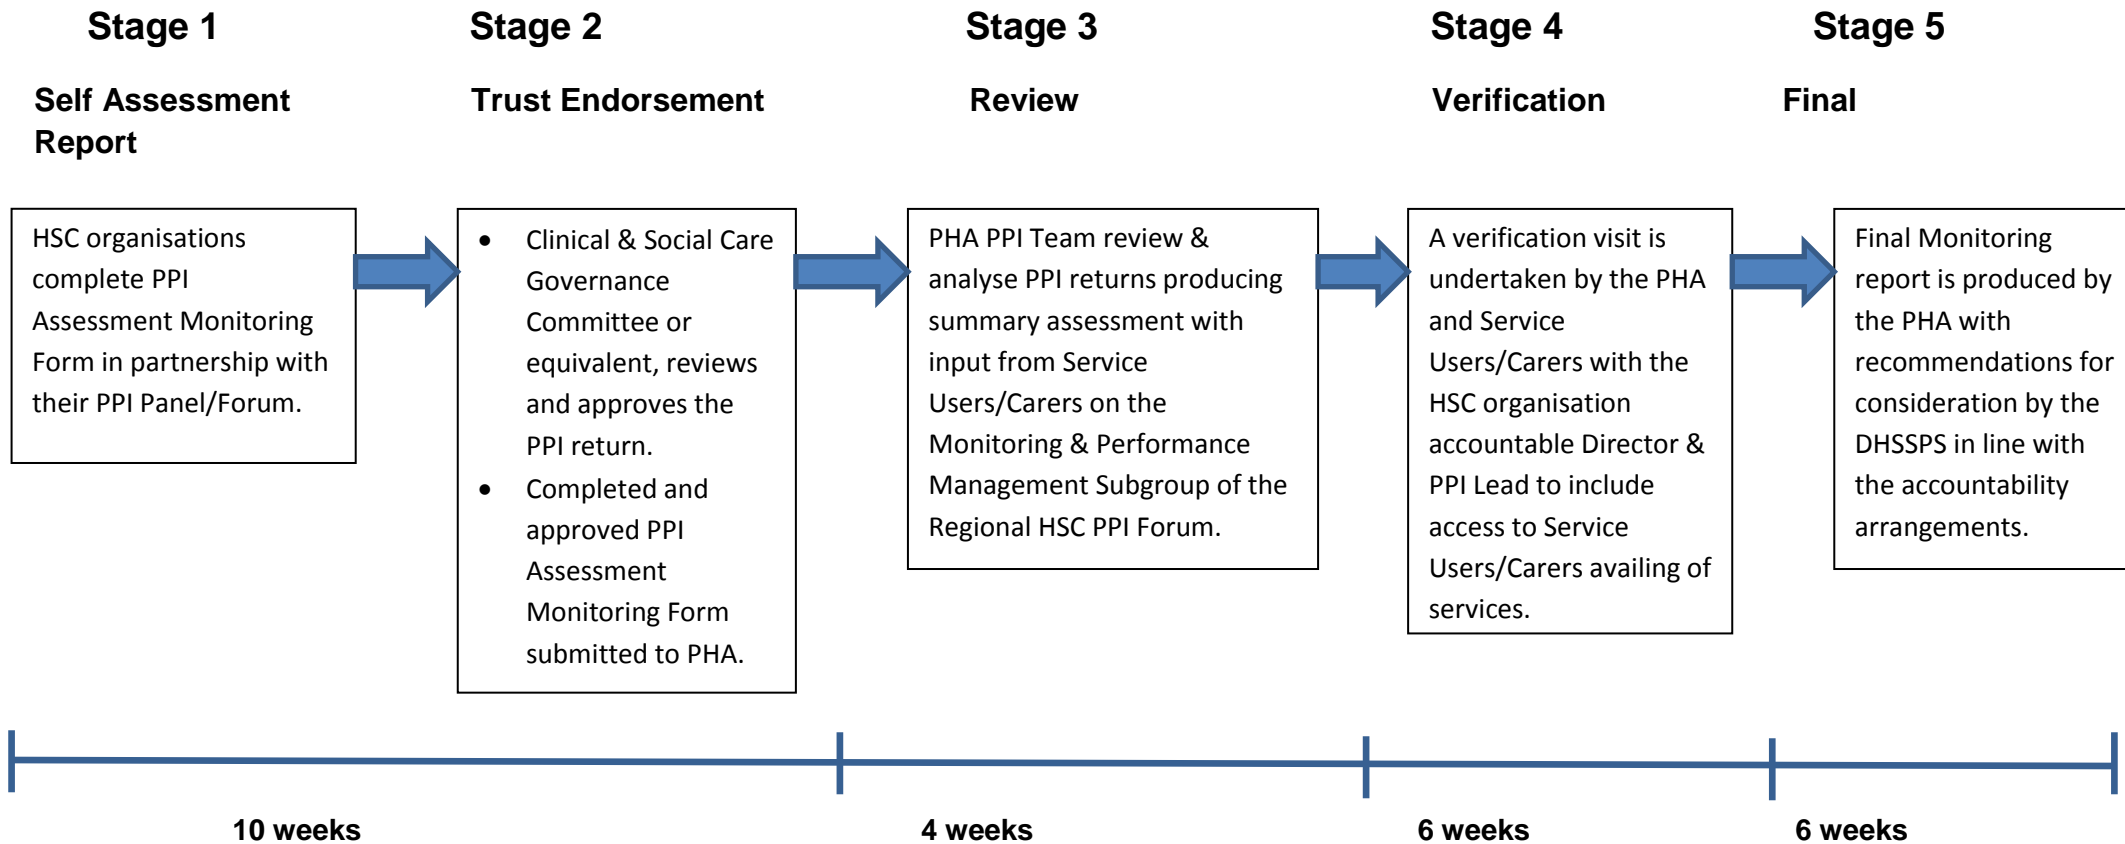 Stage 1
Stage 2
Stage 3
Stage 4
Stage 5
Self Assessment
Report
Trust Endorsement
Review
Verification
Final
HSC organisations
complete PPI
Assessment Monitoring
Form in partnership with
their PPI Panel/Forum.
• Clinical & Social Care
Governance
Committee or
equivalent, reviews
and approves the
PPI return.
• Completed and
approved PPI
Assessment
Monitoring Form
submitted to PHA.
PHA PPI Team review &
analyse PPI returns producing
summary assessment with
input from Service
Users/Carers on the
Monitoring & Performance
Management Subgroup of the
Regional HSC PPI Forum.
A verification visit is
undertaken by the PHA
and Service
Users/Carers with the
HSC organisation
accountable Director &
PPI Lead to include
access to Service
Users/Carers availing of
services.
Final Monitoring
report is produced by
the PHA with
recommendations for
consideration by the
DHSSPS in line with
the accountability
arrangements.
10 weeks
4 weeks
6 weeks
6 weeks